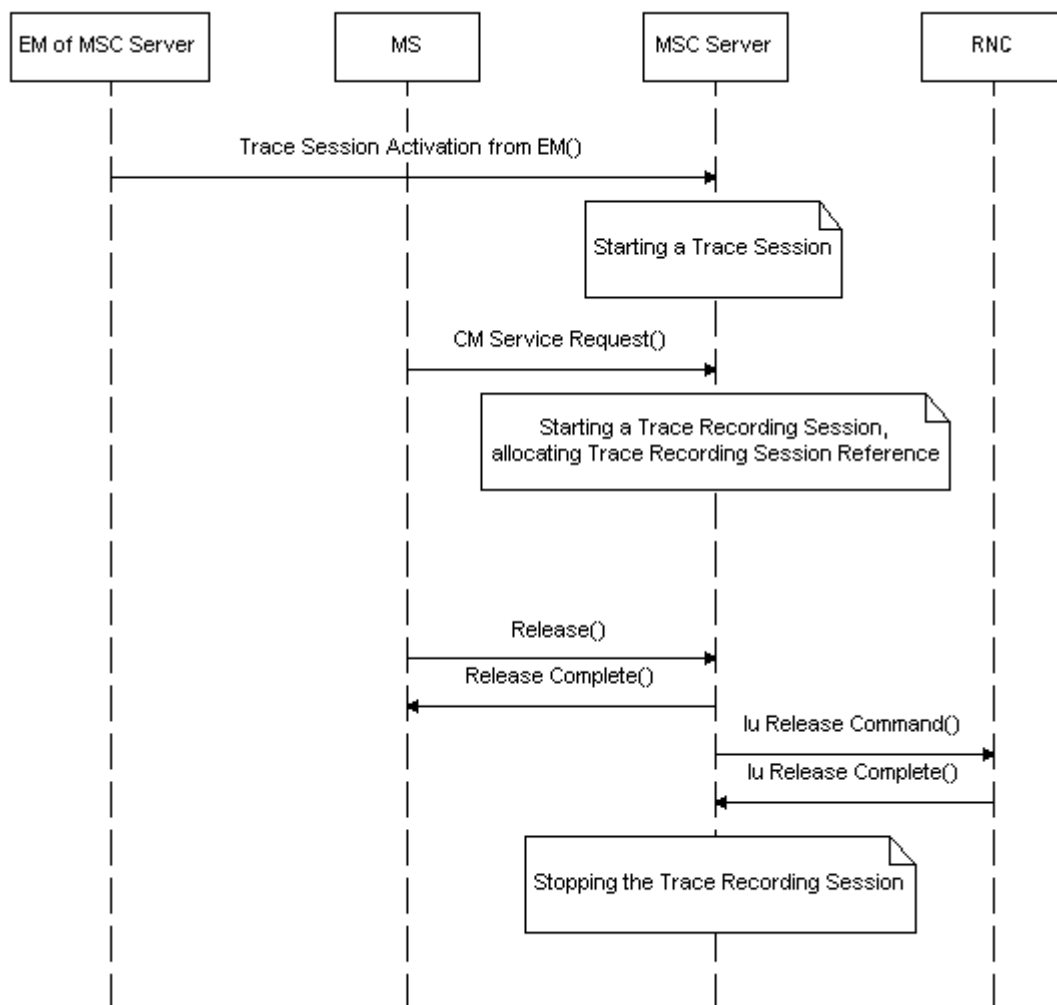 EM of MSC Server
MS
MSC Server
RNC
Trace Session Activation from EM()
Starting a Trace Session
CM Service Request()
Starting a Trace Recording Session,
allocating Trace Recording Session Reference
Release()
Release Complete()
Iu Release Command()
Iu Release Complete()
Stopping the Trace Recording Session